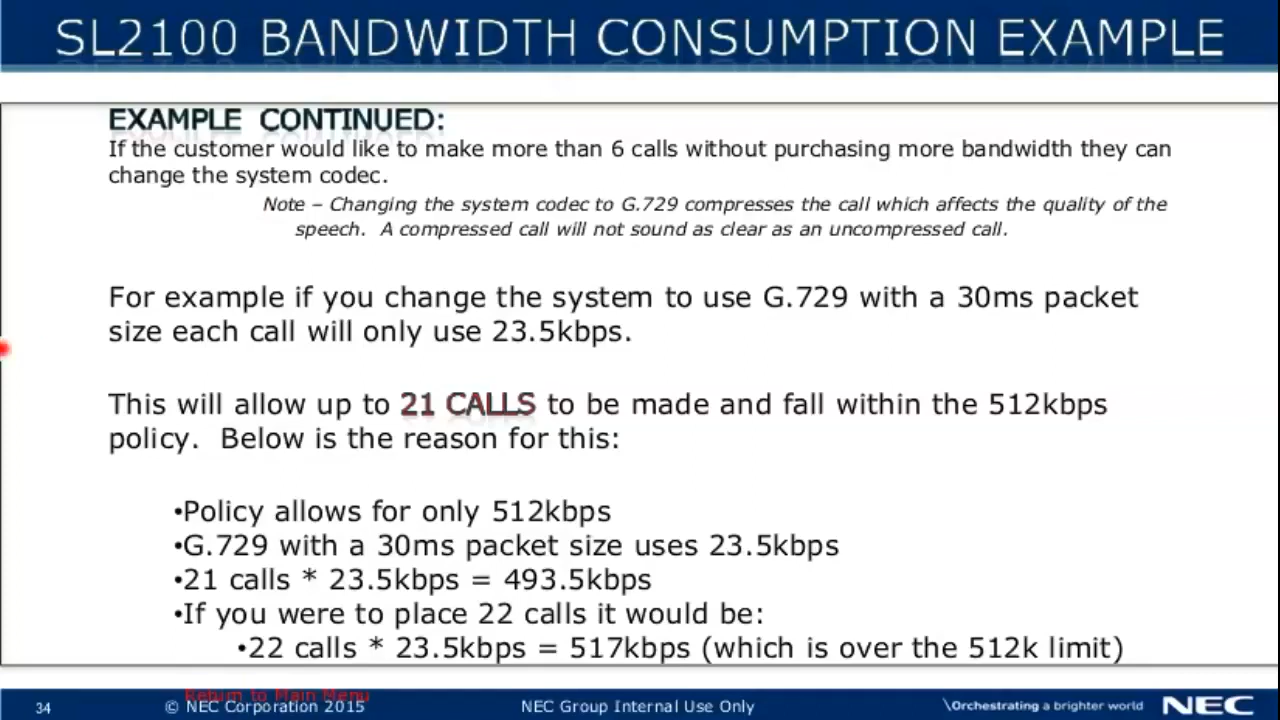 SL2100 BANDWIDTH CONSUMPTION EXAMPLE
EXAMPLE CONTINUED:
If the customer would like to make more than 6 calls without purchasing more bandwidth they can
change the system codec.
Note – Changing the system codec to G.729 compresses the call which affects the quality of the
speech. A compressed call will not sound as clear as an uncompressed call.
For example if you change the system to use G.729 with a 30ms packet
size each call will only use 23.5kbps.
This will allow up to 21 CALLS to be made and fall within the 512kbps
policy. Below is the reason for this:
•Policy allows for only 512kbps
•G.729 with a 30ms packet size uses 23.5kbps
•21 calls * 23.5kbps = 493.5kbps
•If you were to place 22 calls it would be:
•22 calls * 23.5kbps = 517kbps (which is over the 512k limit)
Return to Main Menu
34 © NEC Corporation 2015 NEC Group Internal Use Only \Orchestrating a brighter world NEC